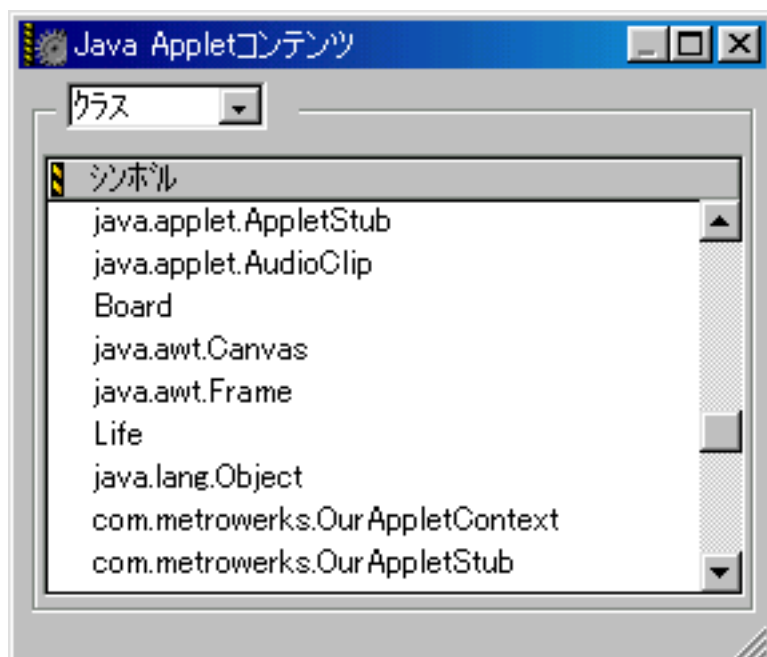 Java Appletコンテンツ
クラス
シンボル
java.applet.AppletStub
java.applet.AudioClip
Board
java.awt.Canvas
java.awt.Frame
Life
java.lang.Object
com.metrowerks.OurAppletContext
com.metrowerks.OurAppletStub